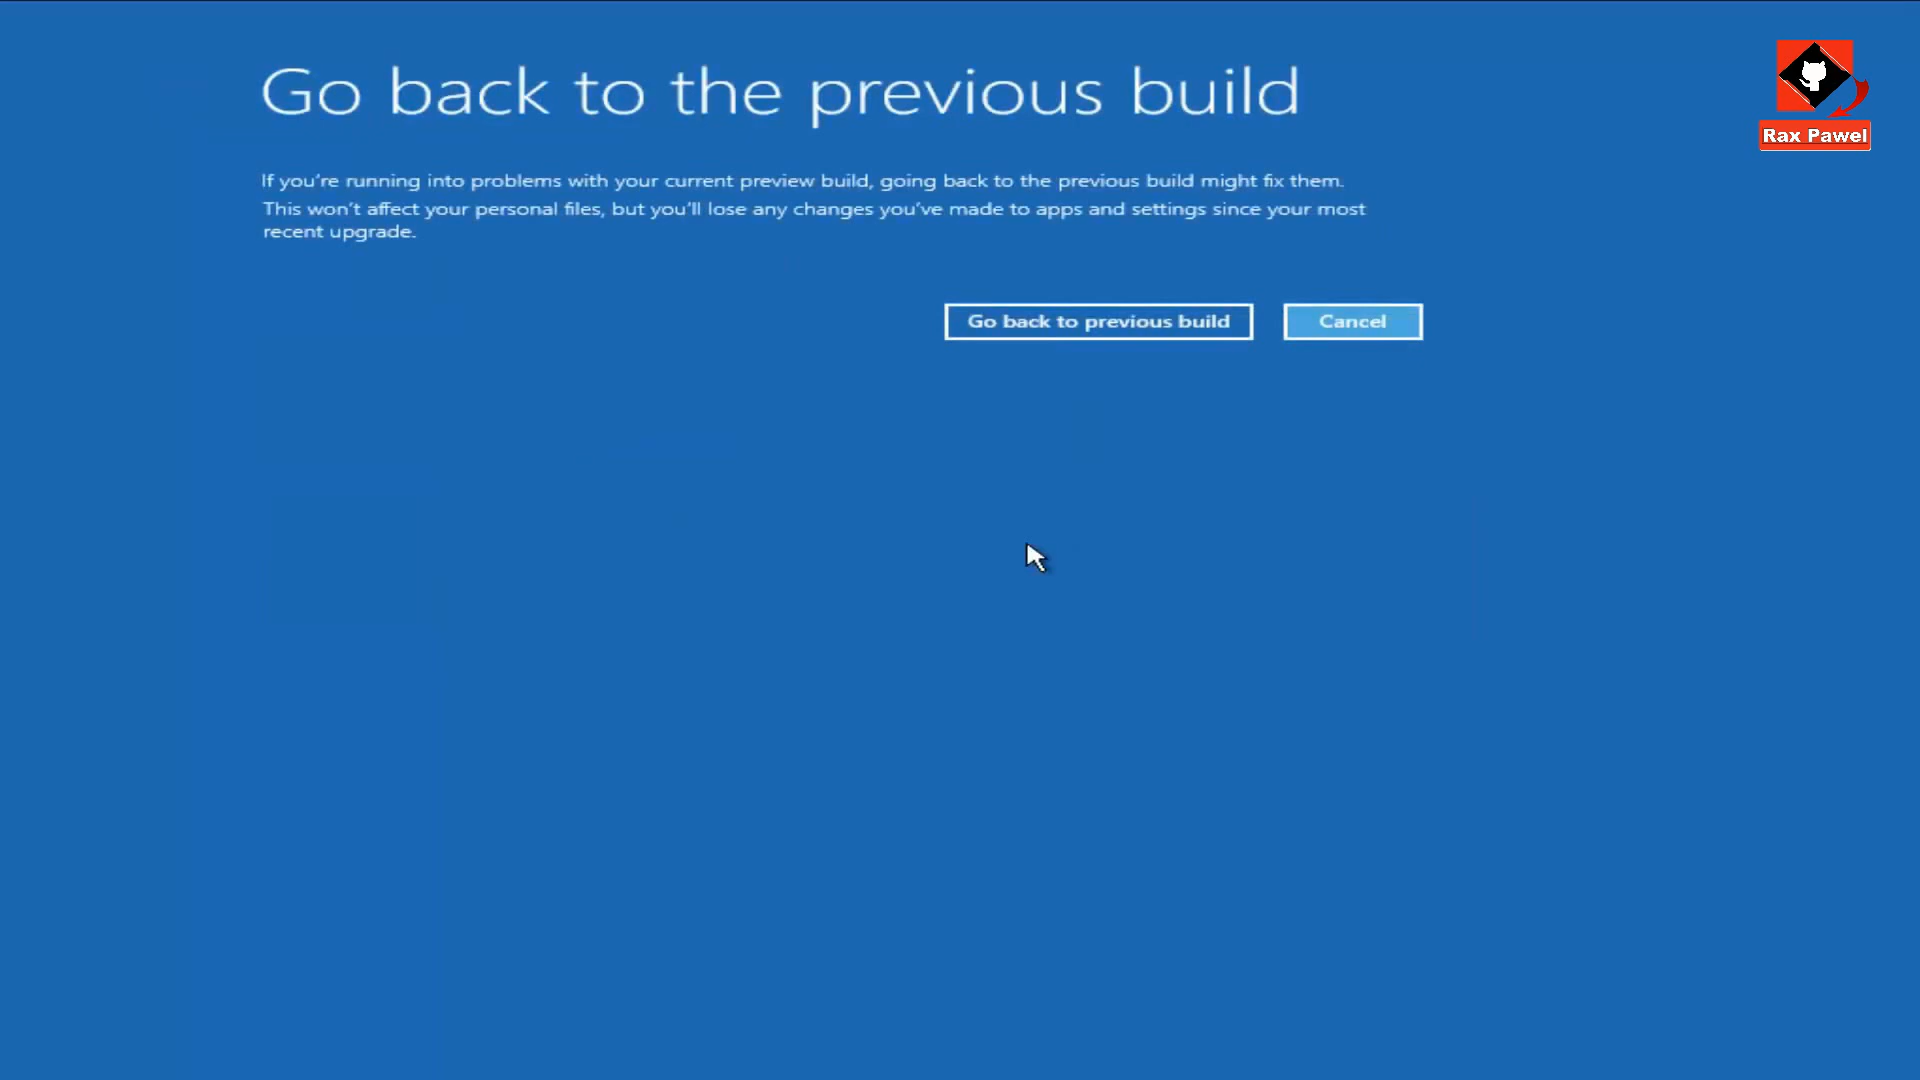 Go back to the previous build
Rax Pawel
If you're running into problems with your current preview build, going back to the previous build might fix them.
This won't affect your personal files, but you'll lose any changes you've made to apps and settings since your most
recent upgrade.
Go back to previous build
Cancel